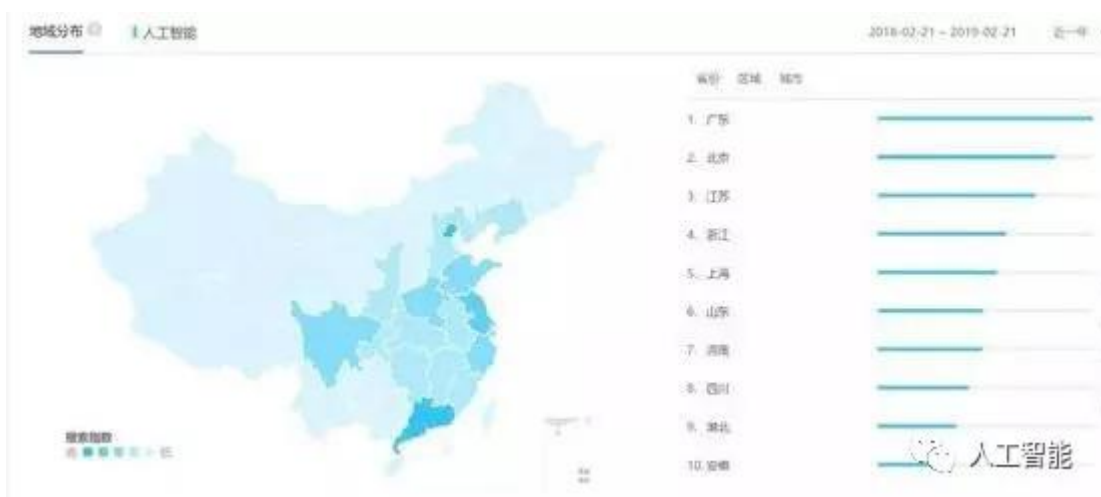 地域分布
人工智能
2018-02-21 ~ 2019-02-21 近一年
省份 区域 城市
1. 广东
2. 北京
3. 江苏
4. 浙江
5. 上海
6. 山东
7. 河南
8. 四川
9. 湖北
10. 安徽
搜索指数
高 低
人工智能